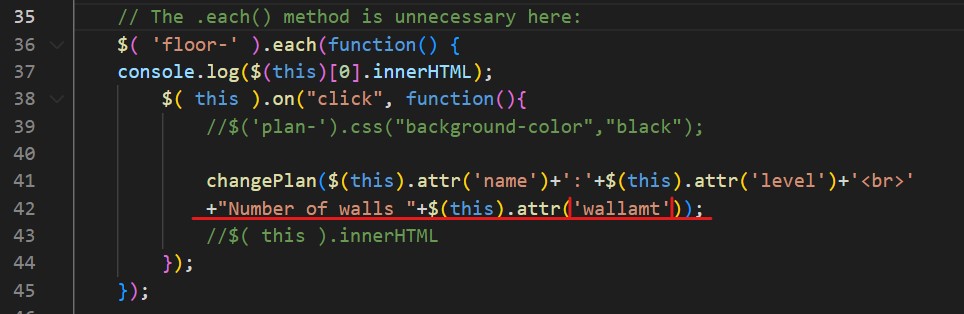 35 // The .each() method is unnecessary here:
36 $( 'floor-' ).each(function() {
37 console.log($(this)[0].innerHTML);
38 $( this ).on("click", function(){
39 //$('plan-').css("background-color","black");
40
41 changePlan($(this).attr('name')+':'+$(this).attr('level')+'<br>'
42 +"Number of walls "+$(this).attr('wallamt'));
43 //$( this ).innerHTML
44 });
45 });